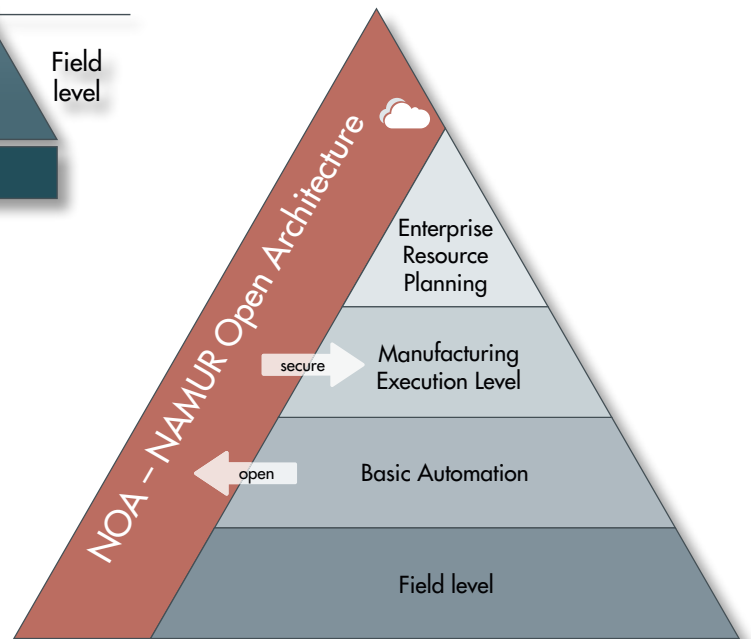 Field
level
NOA – NAMUR Open Architecture
Enterprise
Resource
Planning
secure
Manufacturing
Execution Level
open
Basic Automation
Field level